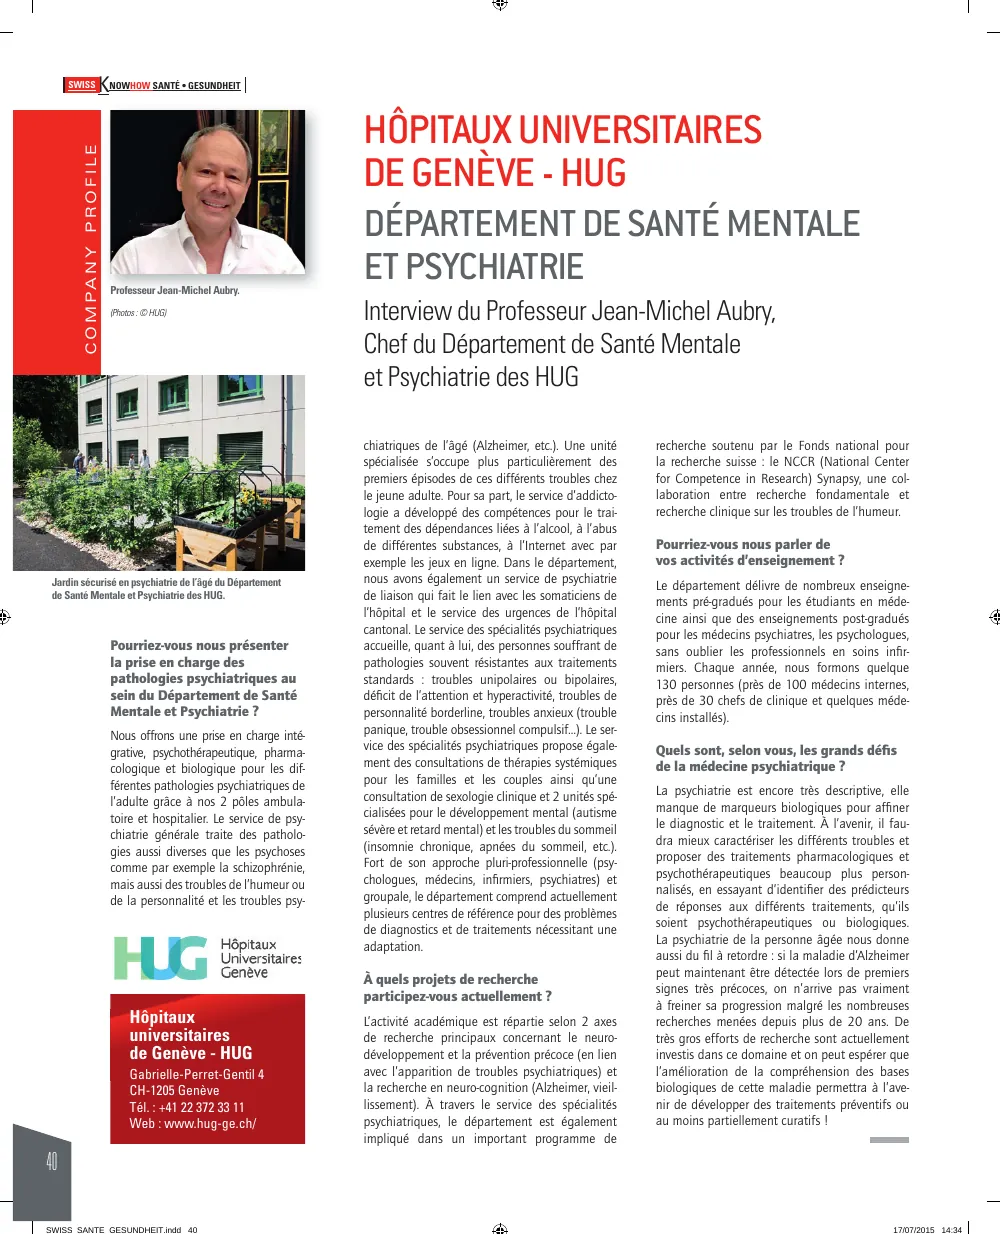 SWISS KNOWHOW SANTÉ • GESUNDHEIT
COMPANY PROFILE
Professeur Jean-Michel Aubry.
(Photos : © HUG)
HÔPITAUX UNIVERSITAIRES
DE GENÈVE - HUG
DÉPARTEMENT DE SANTÉ MENTALE
ET PSYCHIATRIE
Interview du Professeur Jean-Michel Aubry,
Chef du Département de Santé Mentale
et Psychiatrie des HUG
Jardin sécurisé en psychiatrie de l'âgé du Département
de Santé Mentale et Psychiatrie des HUG.
Pourriez-vous nous présenter
la prise en charge des
pathologies psychiatriques au
sein du Département de Santé
Mentale et Psychiatrie ?
Nous offrons une prise en charge inté-
grative, psychothérapeutique, pharma-
cologique et biologique pour les dif-
férentes pathologies psychiatriques de
l'adulte grâce à nos 2 pôles ambula-
toire et hospitalier. Le service de psy-
chiatrie générale traite des patholo-
gies aussi diverses que les psychoses
comme par exemple la schizophrénie,
mais aussi des troubles de l'humeur ou
de la personnalité et les troubles psy-
chiatriques de l'âgé (Alzheimer, etc.). Une unité
spécialisée s'occupe plus particulièrement des
premiers épisodes de ces différents troubles chez
le jeune adulte. Pour sa part, le service d'addicto-
logie a développé des compétences pour le trai-
tement des dépendances liées à l'alcool, à l'abus
de différentes substances, à l'Internet avec par
exemple les jeux en ligne. Dans le département,
nous avons également un service de psychiatrie
de liaison qui fait le lien avec les somaticiens de
l'hôpital et le service des urgences de l'hôpital
cantonal. Le service des spécialités psychiatriques
accueille, quant à lui, des personnes souffrant de
pathologies souvent résistantes aux traitements
standards : troubles unipolaires ou bipolaires,
déficit de l'attention et hyperactivité, troubles de
personnalité borderline, troubles anxieux (trouble
panique, trouble obsessionnel compulsif...). Le ser-
vice des spécialités psychiatriques propose égale-
ment des consultations de thérapies systémiques
pour les familles et les couples ainsi qu'une
consultation de sexologie clinique et 2 unités spé-
cialisées pour le développement mental (autisme
sévère et retard mental) et les troubles du sommeil
(insomnie chronique, apnées du sommeil, etc.).
Fort de son approche pluri-professionnelle (psy-
chologues, médecins, infirmiers, psychiatres) et
groupale, le département comprend actuellement
plusieurs centres de référence pour des problèmes
de diagnostics et de traitements nécessitant une
adaptation.
À quels projets de recherche
participez-vous actuellement ?
L'activité académique est répartie selon 2 axes
de recherche principaux concernant le neuro-
développement et la prévention précoce (en lien
avec l'apparition de troubles psychiatriques) et
la recherche en neuro-cognition (Alzheimer, vieil-
lissement). À travers le service des spécialités
psychiatriques, le département est également
impliqué dans un important programme de
recherche soutenu par le Fonds national pour
la recherche suisse : le NCCR (National Center
for Competence in Research) Synapsy, une col-
laboration entre recherche fondamentale et
recherche clinique sur les troubles de l'humeur.
Pourriez-vous nous parler de
vos activités d'enseignement ?
Le département délivre de nombreux enseigne-
ments pré-gradués pour les étudiants en méde-
cine ainsi que des enseignements post-gradués
pour les médecins psychiatres, les psychologues,
sans oublier les professionnels en soins infir-
miers. Chaque année, nous formons quelque
130 personnes (près de 100 médecins internes,
près de 30 chefs de clinique et quelques méde-
cins installés).
Quels sont, selon vous, les grands défis
de la médecine psychiatrique ?
La psychiatrie est encore très descriptive, elle
manque de marqueurs biologiques pour affiner
le diagnostic et le traitement. À l'avenir, il fau-
dra mieux caractériser les différents troubles et
proposer des traitements pharmacologiques et
psychothérapeutiques beaucoup plus person-
nalisés, en essayant d'identifier des prédicteurs
de réponses aux différents traitements, qu'ils
soient psychothérapeutiques ou biologiques.
La psychiatrie de la personne âgée nous donne
aussi du fil à retordre : si la maladie d'Alzheimer
peut maintenant être détectée lors de premiers
signes très précoces, on n'arrive pas vraiment
à freiner sa progression malgré les nombreuses
recherches menées depuis plus de 20 ans. De
très gros efforts de recherche sont actuellement
investis dans ce domaine et on peut espérer que
l'amélioration de la compréhension des bases
biologiques de cette maladie permettra à l'ave-
nir de développer des traitements préventifs ou
au moins partiellement curatifs !
HUG Hôpitaux
Universitaires
Genève
Hôpitaux
universitaires
de Genève - HUG
Gabrielle-Perret-Gentil 4
CH-1205 Genève
Tél. : +41 22 372 33 11
Web : www.hug-ge.ch/
40
SWISS_SANTE_GESUNDHEIT.indd 40
17/07/2015 14:34